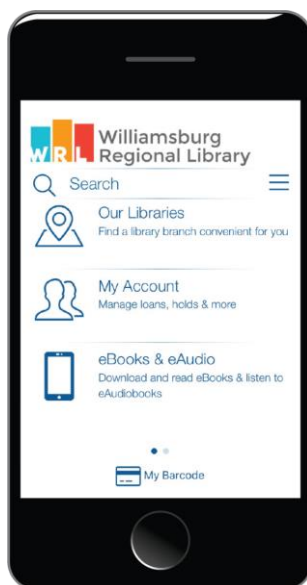 WRL
Williamsburg
Regional Library
Search
Our Libraries
Find a library branch convenient for you
My Account
Manage loans, holds & more
eBooks & eAudio
Download and read eBooks & listen to
eAudiobooks
My Barcode